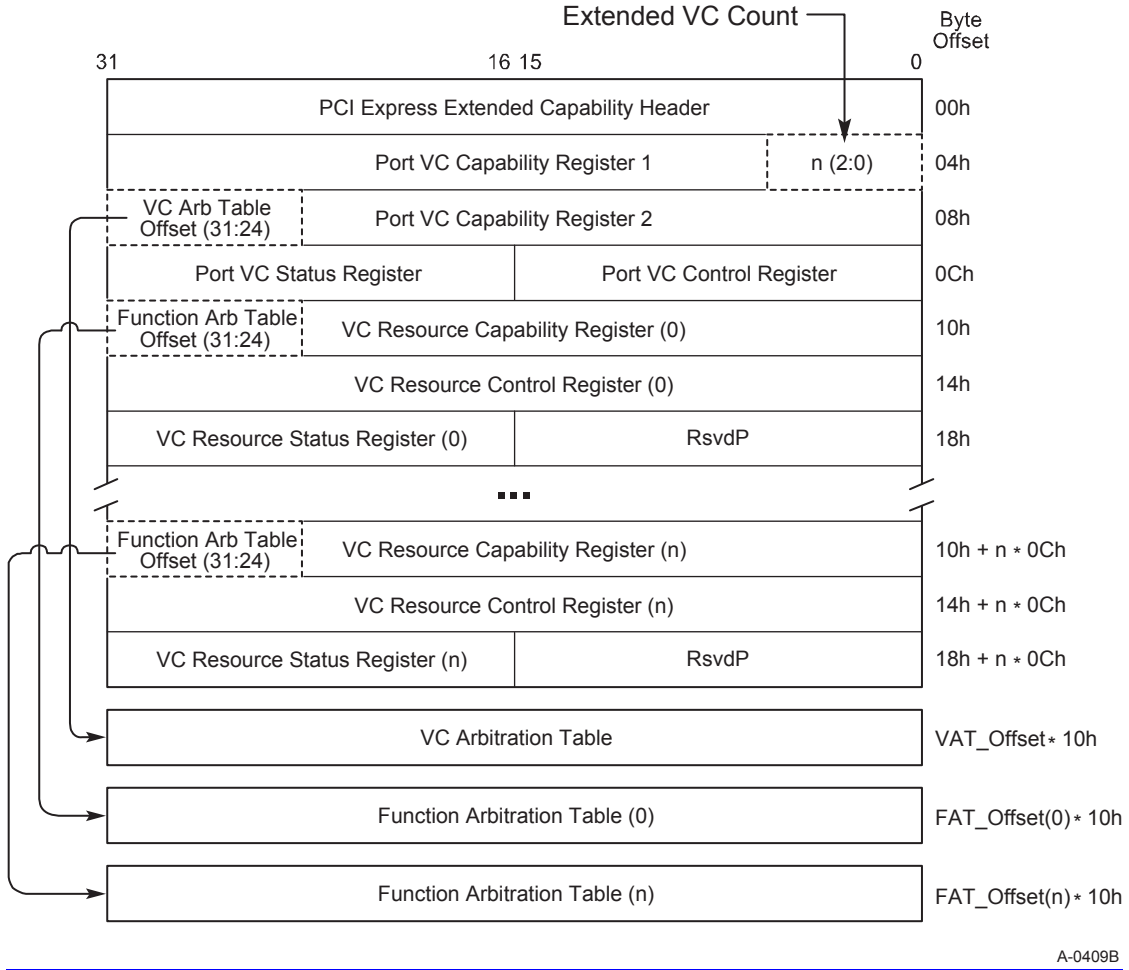 Extended VC Count
Byte
Offset
31
16 15
0
PCI Express Extended Capability Header
00h
Port VC Capability Register 1
n (2:0)
04h
VC Arb Table
Offset (31:24)
Port VC Capability Register 2
08h
Port VC Status Register
Port VC Control Register
0Ch
Function Arb Table
Offset (31:24)
VC Resource Capability Register (0)
10h
VC Resource Control Register (0)
14h
VC Resource Status Register (0)
RsvdP
18h
...
Function Arb Table
Offset (31:24)
VC Resource Capability Register (n)
10h + n * 0Ch
VC Resource Control Register (n)
14h + n * 0Ch
VC Resource Status Register (n)
RsvdP
18h + n * 0Ch
VC Arbitration Table
VAT_Offset * 10h
Function Arbitration Table (0)
FAT_Offset(0) * 10h
Function Arbitration Table (n)
FAT_Offset(n) * 10h
A-0409B